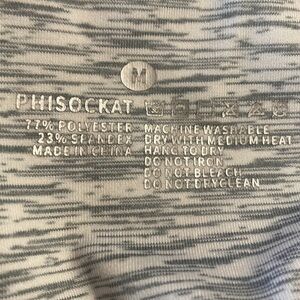 M
PHISOCKAT
77% POLYESTER
23% SPANDEX
MADE IN CHINA
MACHINE WASHABLE
DRY WITH MEDIUM HEAT
HANG TO DRY
DO NOT IRON
DO NOT BLEACH
DO NOT DRYCLEAN